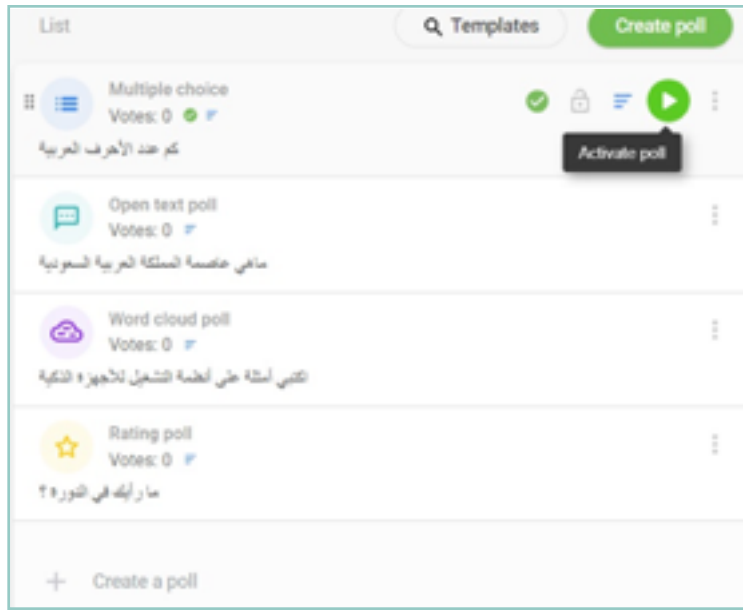 List
Templates
Create poll
Multiple choice
Votes: 0
كم عدد الأحرف العربية
Activate poll
Open text poll
Votes: 0
ماهي عاصمة المملكة العربية السعودية
Word cloud poll
Votes: 0
اكتبي أمثلة على أنظمة التشغيل للأجهزة الذكية
Rating poll
Votes: 0
ما رأيك في الدورة ؟
Create a poll